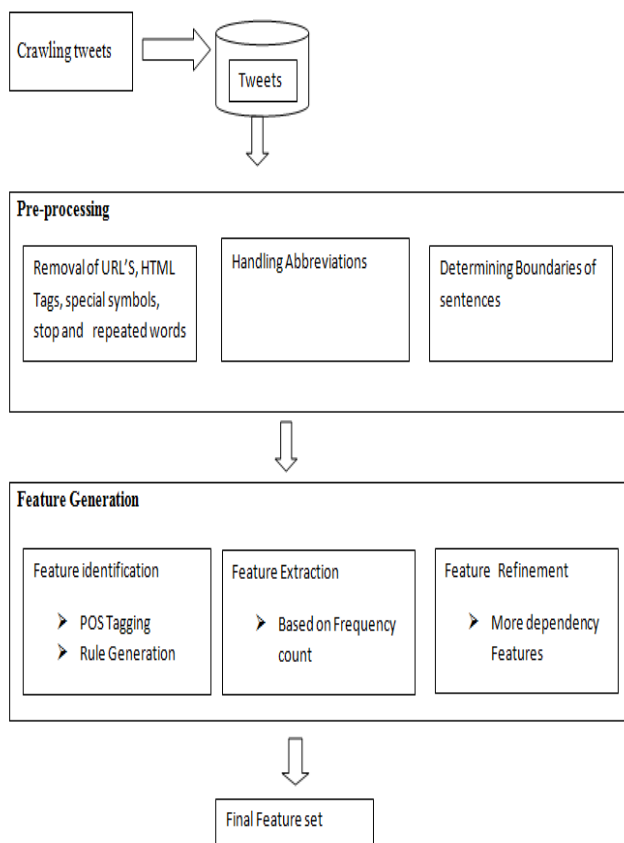 Crawling tweets
Tweets
Pre-processing
Removal of URL'S, HTML
Tags, special symbols,
stop and repeated words
Handling Abbreviations
Determining Boundaries of
sentences
Feature Generation
Feature identification
➢ POS Tagging
➢ Rule Generation
Feature Extraction
➢ Based on Frequency
count
Feature Refinement
➢ More dependency
Features
Final Feature set